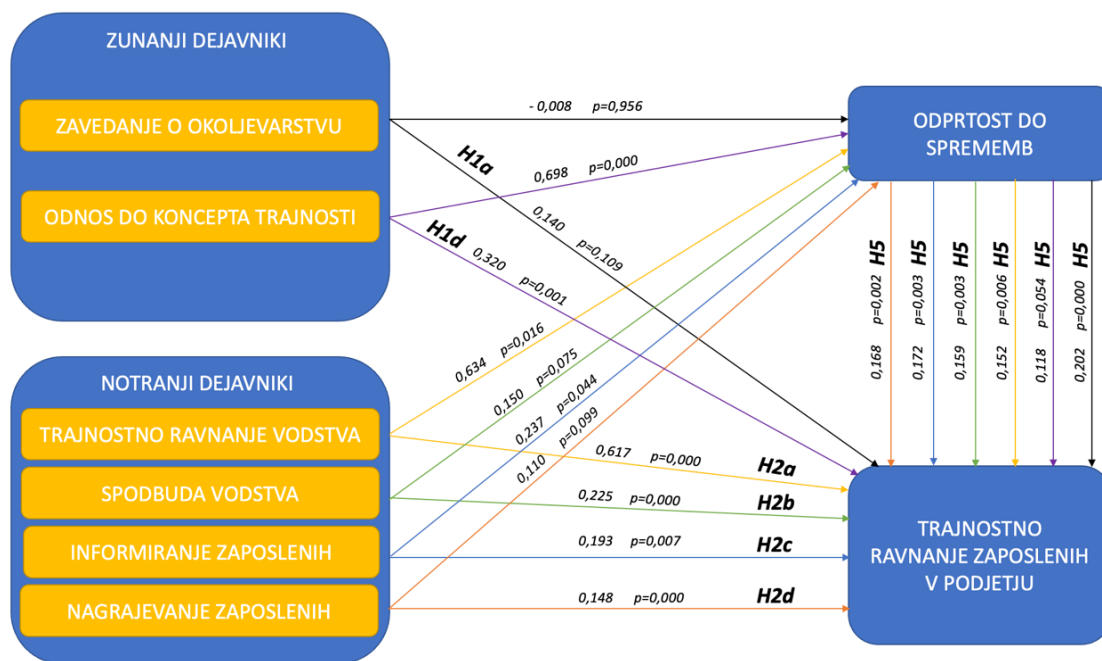 ZUNANJI DEJAVNIKI
ZAVEDANJE O OKOLJEVARSTVU
ODNOS DO KONCEPTA TRAJNOSTI
NOTRANJI DEJAVNIKI
TRAJNOSTNO RAVNANJE VODSTVA
SPODBUDA VODSTVA
INFORMIRANJE ZAPOSLENIH
NAGRAJEVANJE ZAPOSLENIH
- 0,008 p=0,956
H1a
0,698 p=0,000
0,140 p=0,109
H1d
0,320 p=0,001
0,634 p=0,016
0,150 p=0,075
0,237 p=0,044
0,110 p=0,099
0,617 p=0,000 H2a
0,225 p=0,000 H2b
0,193 p=0,007 H2c
0,148 p=0,000 H2d
ODPRTOST DO
SPREMEMB
0,168 p=0,002 H5
0,172 p=0,003 H5
0,159 p=0,003 H5
0,152 p=0,006 H5
0,118 p=0,054 H5
0,202 p=0,000 H5
TRAJNOSTNO
RAVNANJE ZAPOSLENIH
V PODJETJU